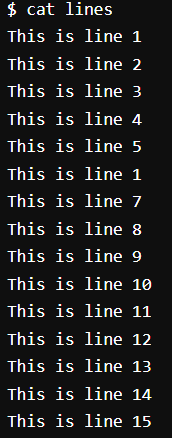 $ cat lines
This is line 1
This is line 2
This is line 3
This is line 4
This is line 5
This is line 1
This is line 7
This is line 8
This is line 9
This is line 10
This is line 11
This is line 12
This is line 13
This is line 14
This is line 15